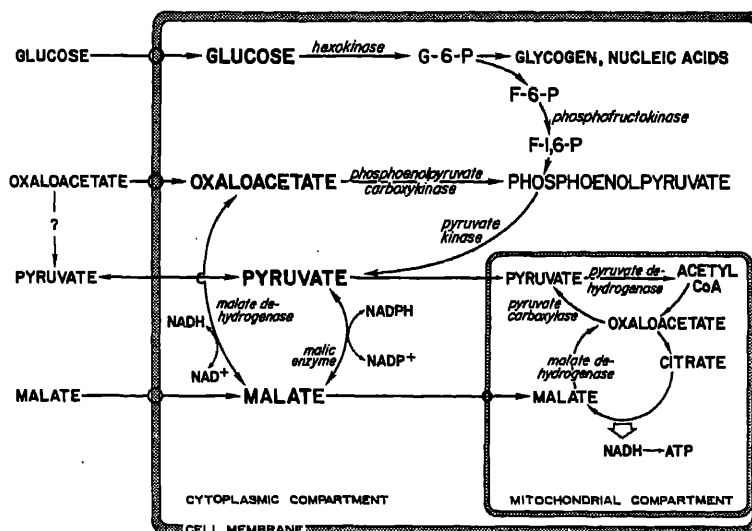 GLUCOSE
GLUCOSE
hexokinase
G-6-P
GLYCOGEN, NUCLEIC ACIDS
F-6-P
phosphofructokinase
F-1,6-P
OXALOACETATE
OXALOACETATE
phosphoenolpyruvate
carboxykinase
PHOSPHOENOLPYRUVATE
?
pyruvate
kinase
PYRUVATE
PYRUVATE
PYRUVATE
pyruvate de-
hydrogenase
ACETYL
CoA
malate de-
hydrogenase
NADH
NAD+
NADPH
malic
enzyme
NADP+
pyruvate
carboxylase
OXALOACETATE
malate de-
hydrogenase
CITRATE
MALATE
MALATE
MALATE
NADH
ATP
CYTOPLASMIC COMPARTMENT
MITOCHONDRIAL COMPARTMENT
CELL MEMBRANE